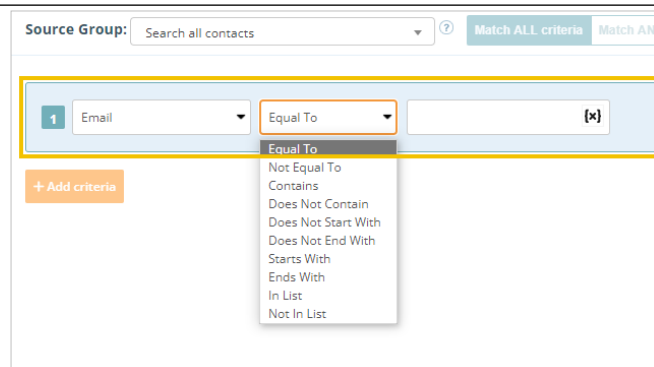 Source Group: Search all contacts ? Match ALL criteria Match AN
1 Email Equal To {x}
Equal To
Not Equal To
Contains
Does Not Contain
Does Not Start With
Does Not End With
Starts With
Ends With
In List
Not In List
+ Add criteria